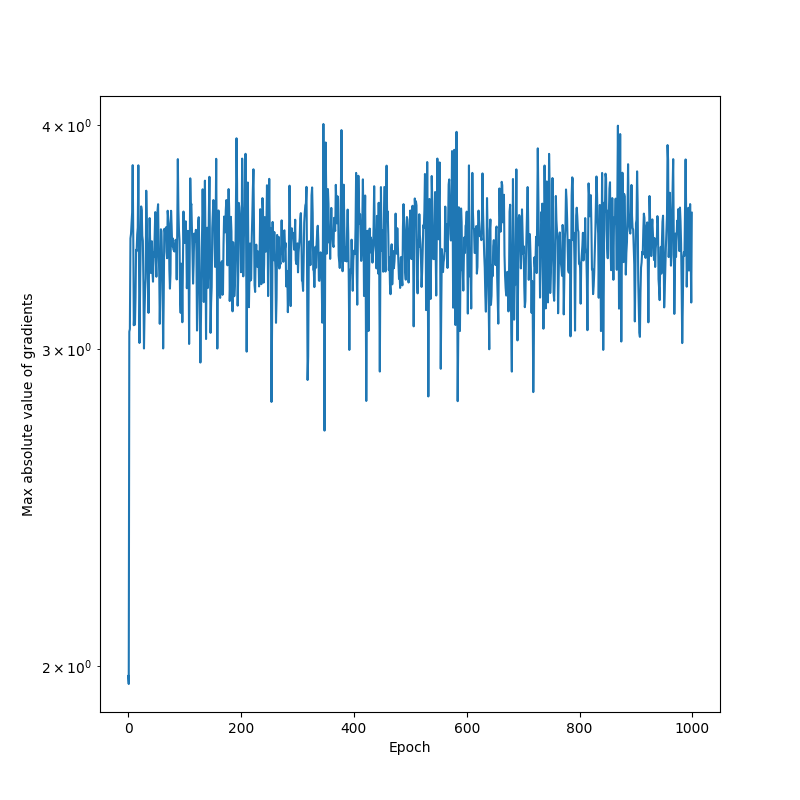 Max absolute value of gradients
4 × 10⁰
3 × 10⁰
2 × 10⁰
0 200 400 600 800 1000
Epoch